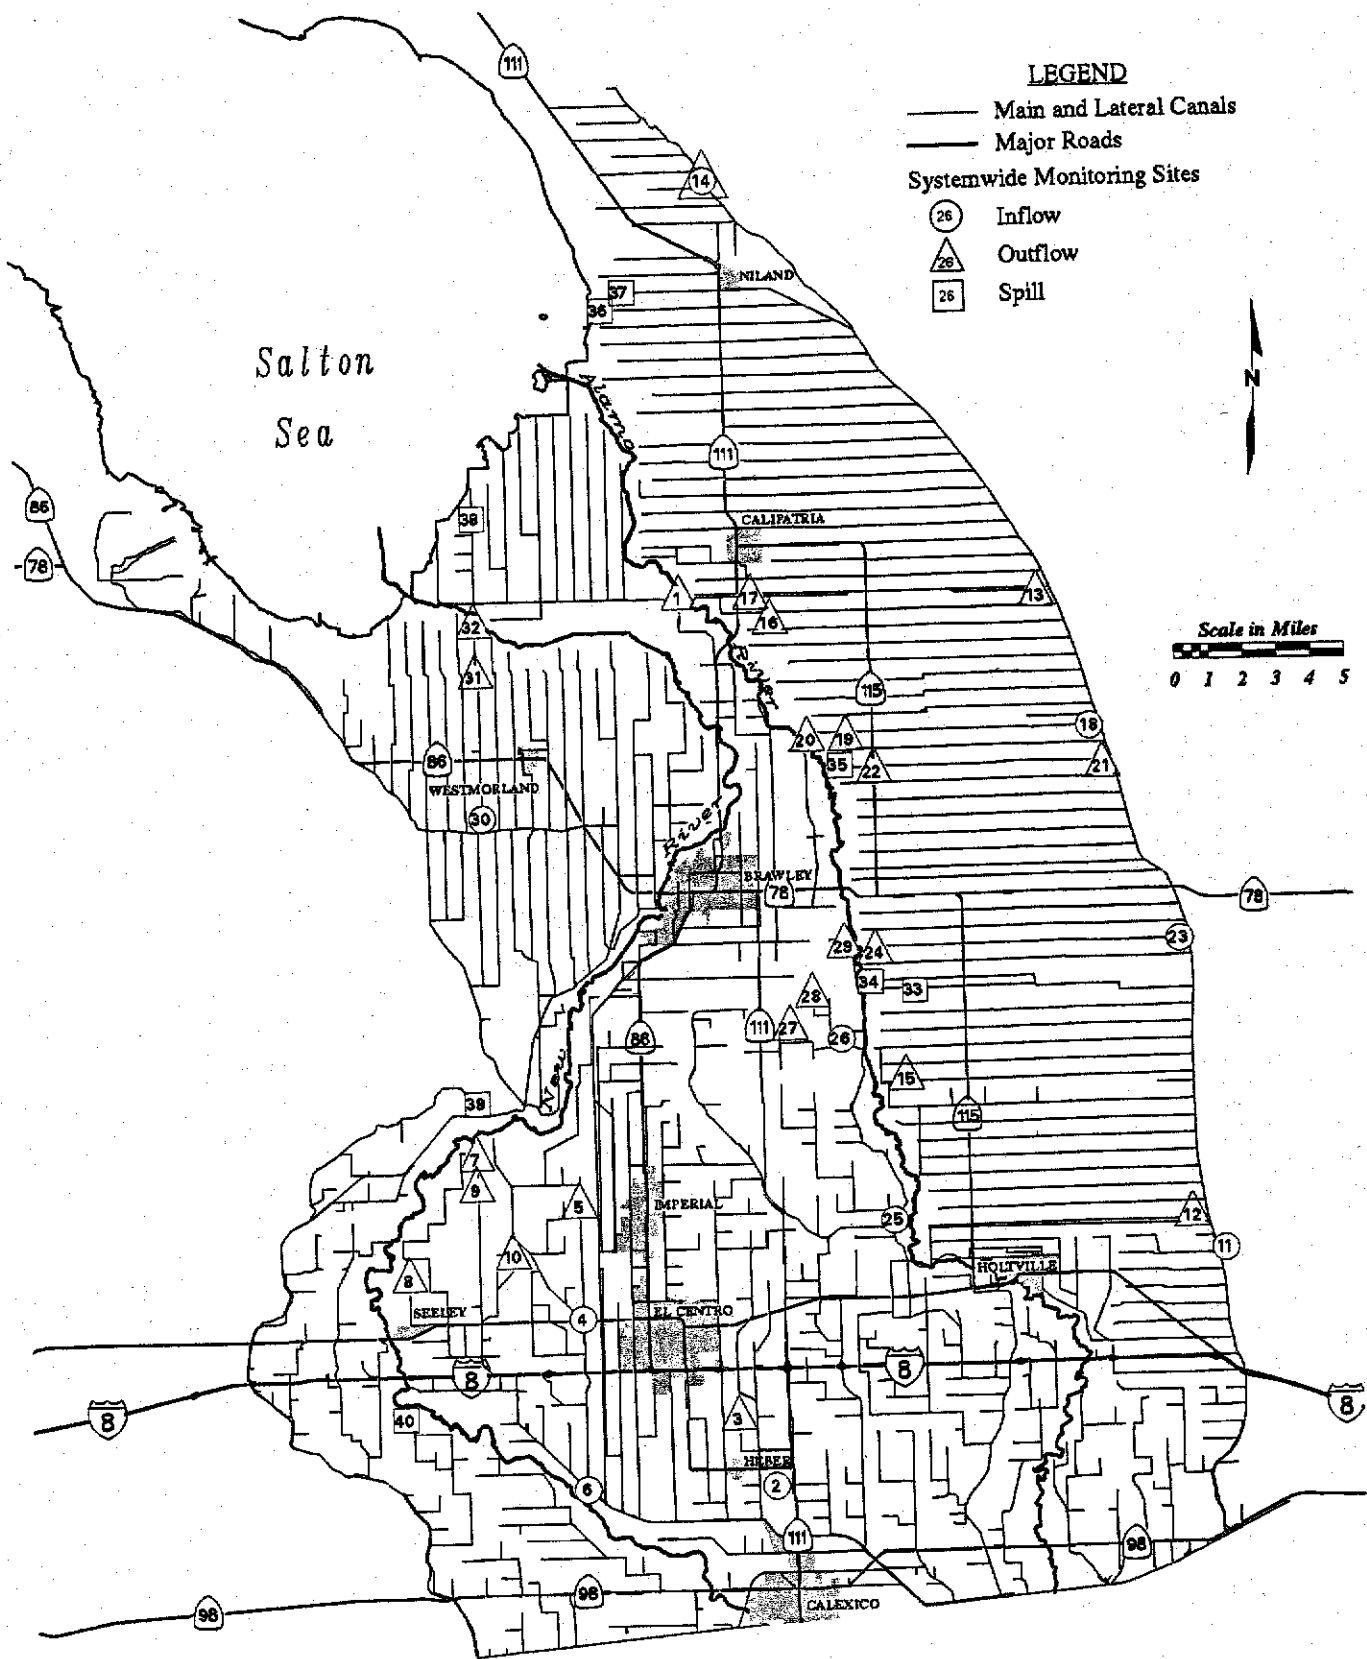 LEGEND
Main and Lateral Canals
Major Roads
Systemwide Monitoring Sites
26 Inflow
26 Outflow
26 Spill
111
14
NILAND
37
36
Salton
Sea
N
Alamo
111
86
38
CALIPATRIA
78
1
17
16
13
32
Scale in Miles
0 1 2 3 4 5
31
River
115
18
20
19
35
22
21
86
WESTMORLAND
30
River
BRAWLEY
78
78
29
24
23
34
33
28
27
111
26
86
15
New
39
115
7
9
5
IMPERIAL
12
25
11
10
8
HOLTVILLE
SEELEY
4
EL CENTRO
8
8
8
8
3
40
HEBER
6
2
111
98
98
98
CALEXICO